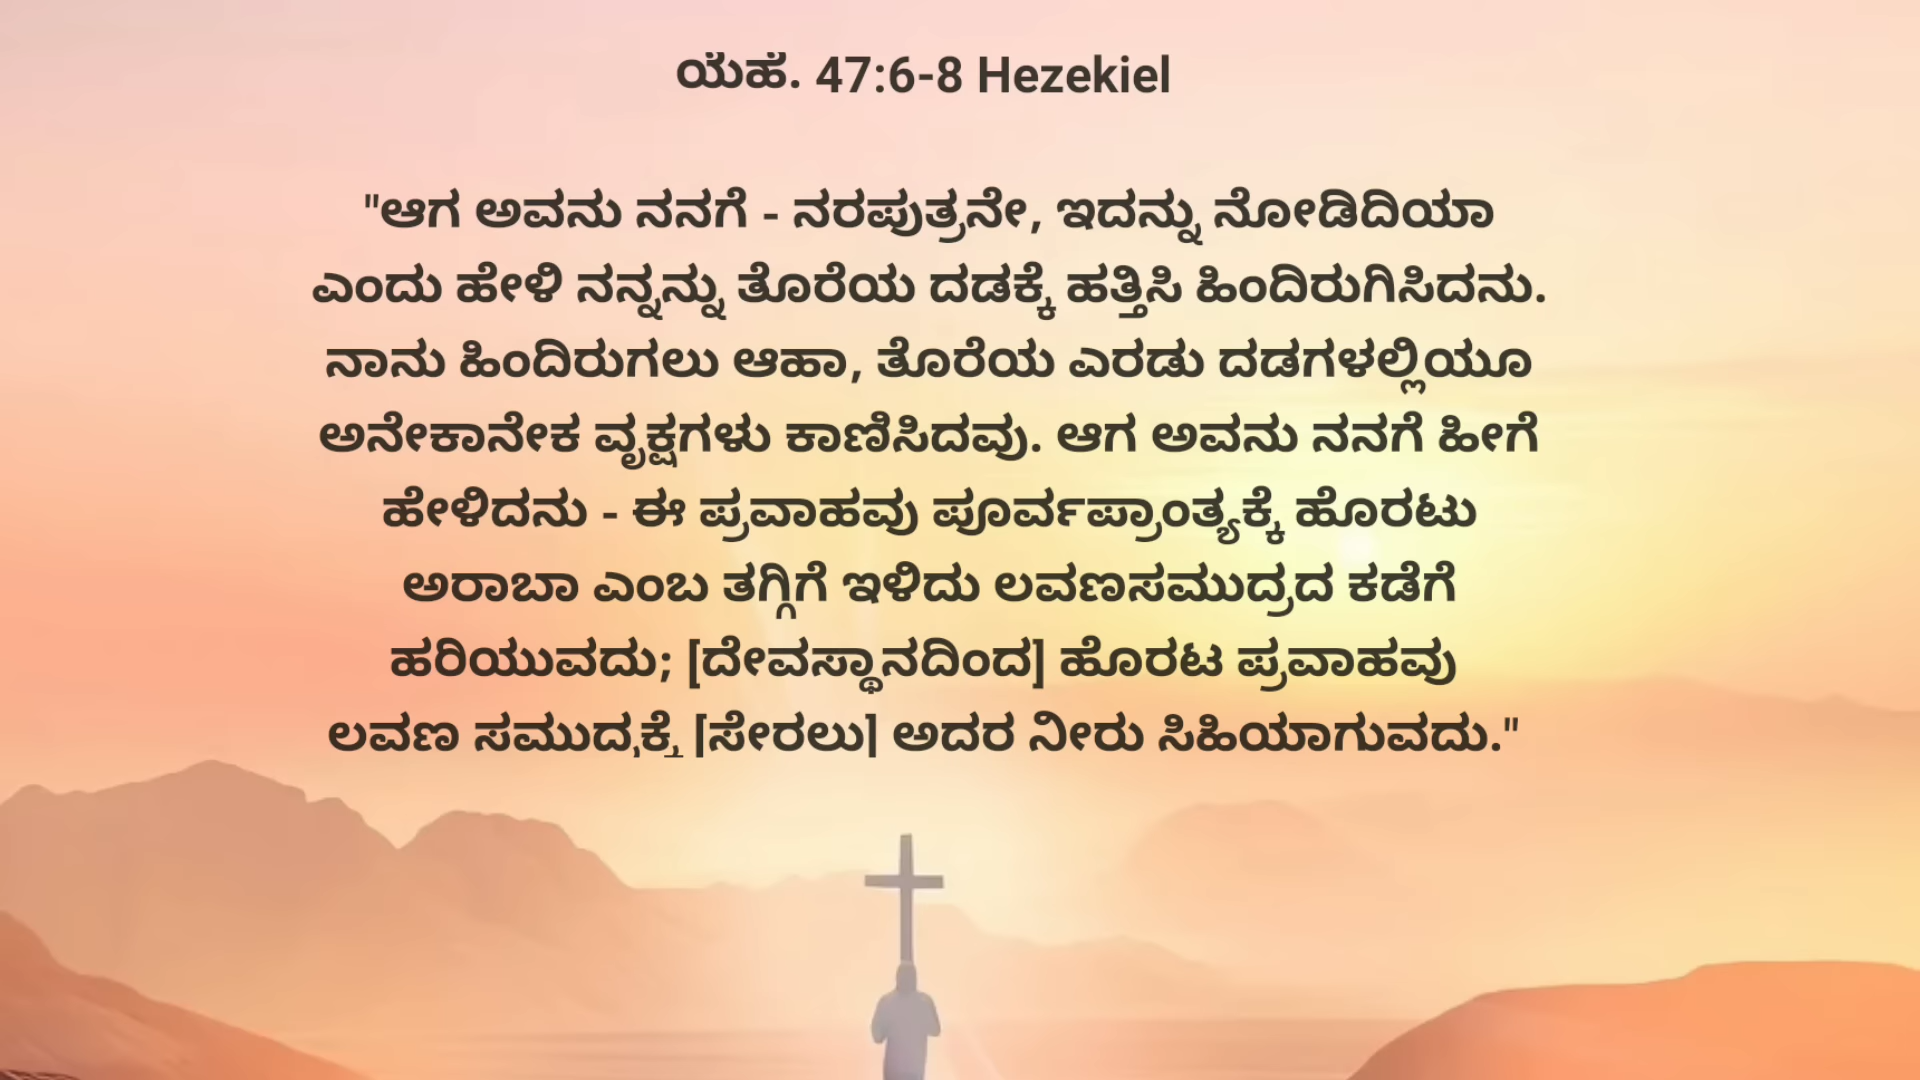 ಯೆಹೆ. 47:6-8 Hezekiel
"ಆಗ ಅವನು ನನಗೆ - ನರಪುತ್ರನೇ, ಇದನ್ನು ನೋಡಿದಿಯಾ
ಎಂದು ಹೇಳಿ ನನ್ನನ್ನು ತೊರೆಯ ದಡಕ್ಕೆ ಹತ್ತಿಸಿ ಹಿಂದಿರುಗಿಸಿದನು.
ನಾನು ಹಿಂದಿರುಗಲು ಆಹಾ, ತೊರೆಯ ಎರಡು ದಡಗಳಲ್ಲಿಯೂ
ಅನೇಕಾನೇಕ ವೃಕ್ಷಗಳು ಕಾಣಿಸಿದವು. ಆಗ ಅವನು ನನಗೆ ಹೀಗೆ
ಹೇಳಿದನು - ಈ ಪ್ರವಾಹವು ಪೂರ್ವಪ್ರಾಂತ್ಯಕ್ಕೆ ಹೊರಟು
ಅರಾಬಾ ಎಂಬ ತಗ್ಗಿಗೆ ಇಳಿದು ಲವಣಸಮುದ್ರದ ಕಡೆಗೆ
ಹರಿಯುವದು; [ದೇವಸ್ಥಾನದಿಂದ] ಹೊರಟ ಪ್ರವಾಹವು
ಲವಣ ಸಮುದ್ರಕ್ಕೆ [ಸೇರಲು] ಅದರ ನೀರು ಸಿಹಿಯಾಗುವದು."